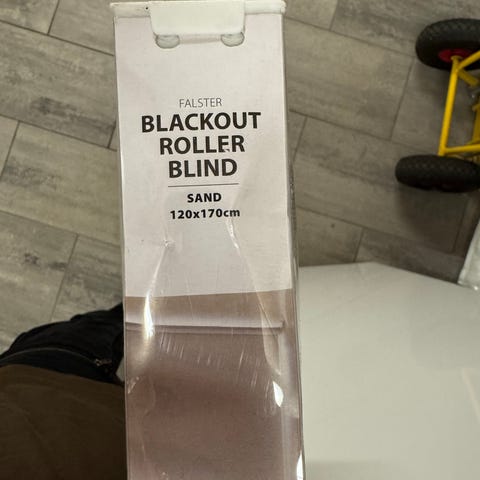 FALSTER
BLACKOUT
ROLLER
BLIND
SAND
120x170cm